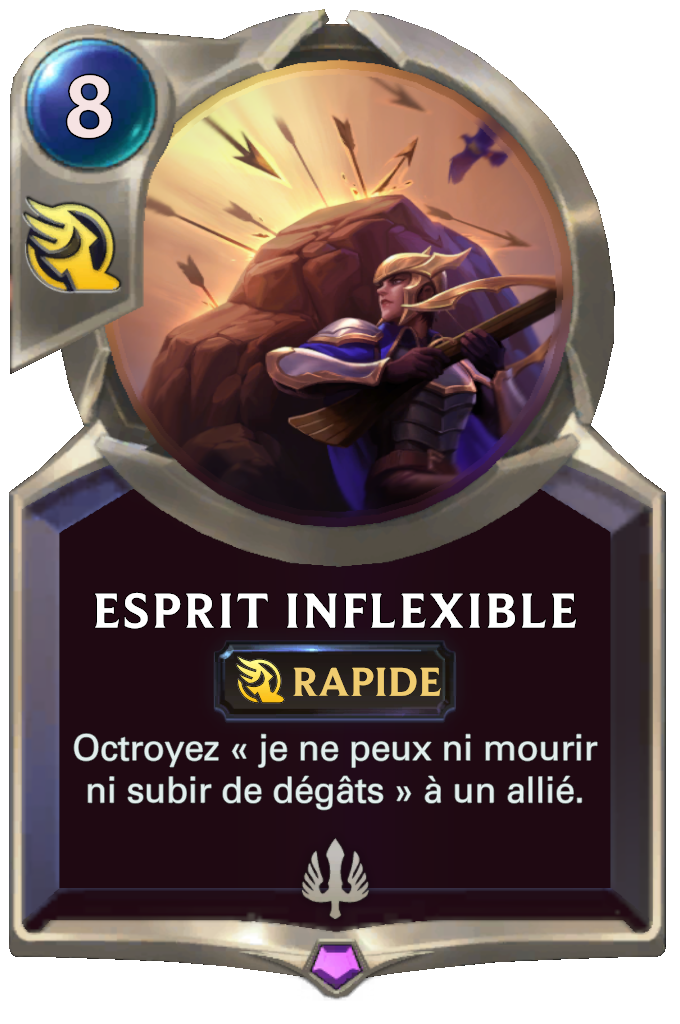 8
ESPRIT INFLEXIBLE
RAPIDE
Octroyez « je ne peux ni mourir
ni subir de dégâts » à un allié.